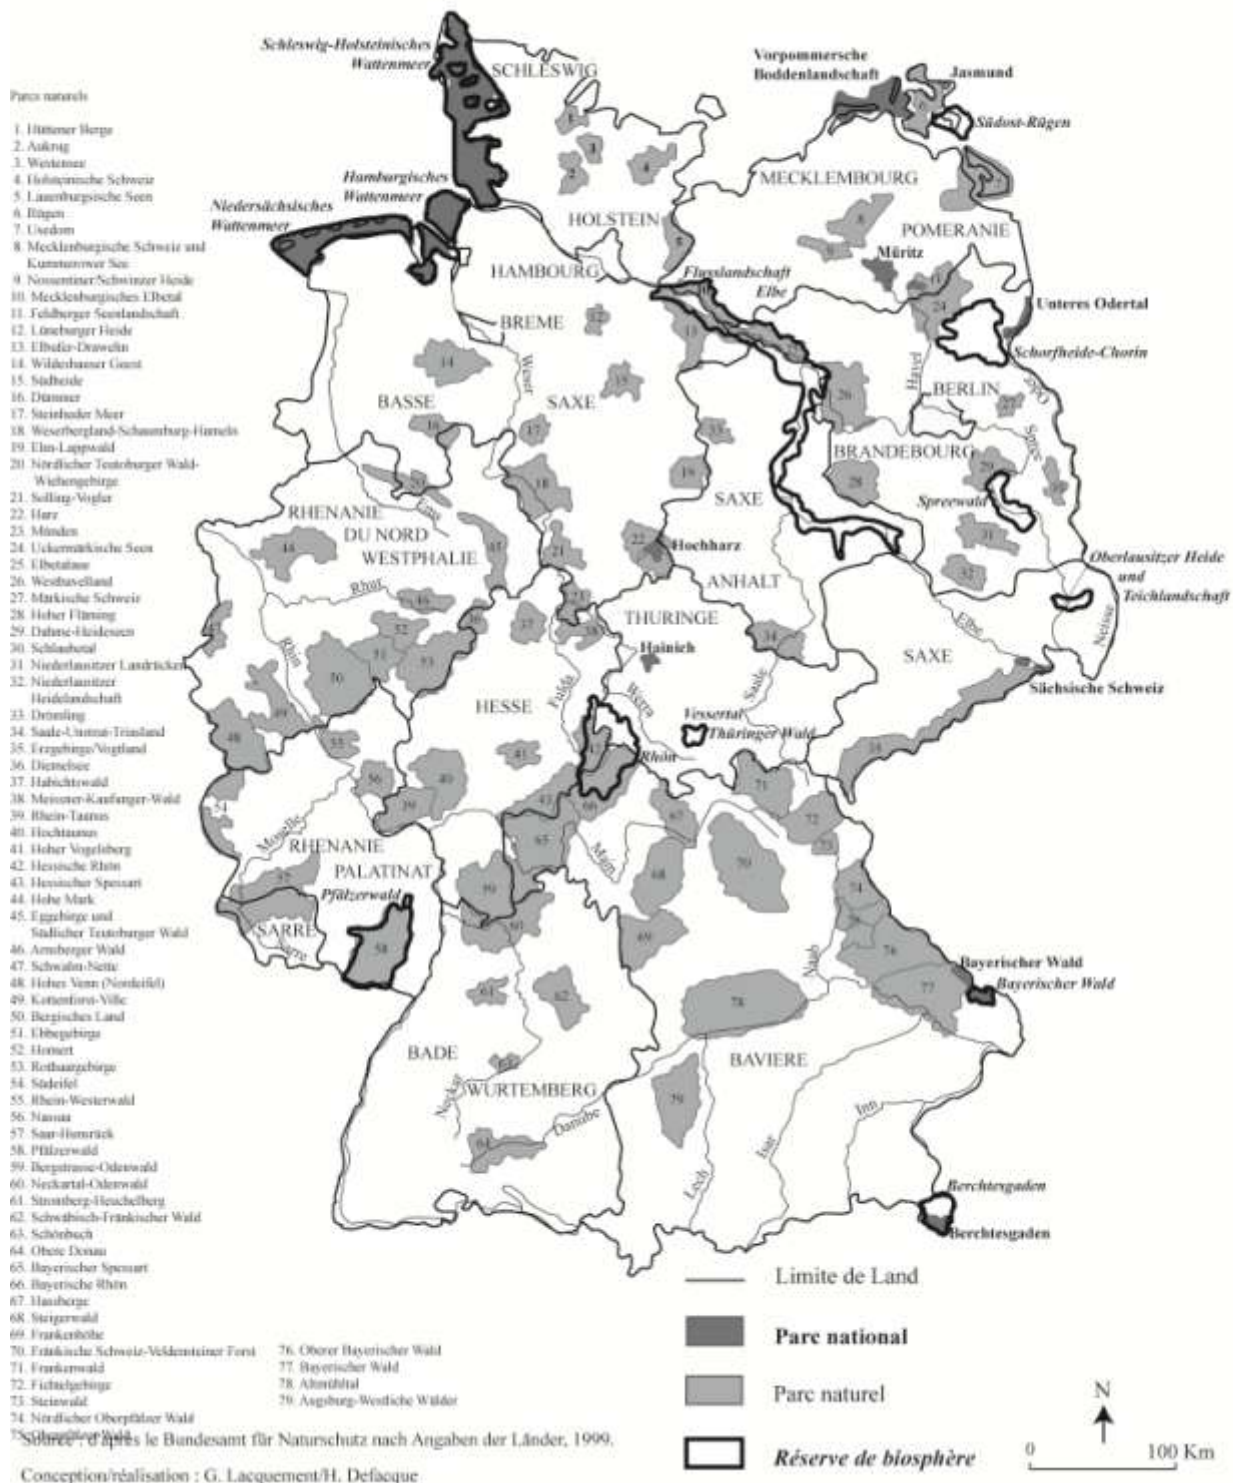 Parcs naturels
1. Hüttener Berge
2. Aukrug
3. Westensee
4. Holsteinische Schweiz
5. Lauenburgische Seen
6. Rügen
7. Usedom
8. Mecklenburgische Schweiz und
Kummerower See
9. Nossentiner/Schwinzer Heide
10. Mecklenburgisches Elbetal
11. Feldberger Seenlandschaft
12. Lüneburger Heide
13. Elbufer-Drawehn
14. Wildeshauser Geest
15. Südheide
16. Dümmer
17. Steinhuder Meer
18. Weserbergland-Schaumburg-Hameln
19. Elm-Lappwald
20. Nördlicher Teutoburger Wald-
Wiehengebirge
21. Solling-Vogler
22. Harz
23. Münden
24. Uckermärkische Seen
25. Elbetalaue
26. Westhavelland
27. Märkische Schweiz
28. Hoher Fläming
29. Dahme-Heideseen
30. Schlaubetal
31. Niederlausitzer Landrücken
32. Niederlausitzer
Heidelandschaft
33. Drömling
34. Saale-Unstrut-Triasland
35. Erzgebirge/Vogtland
36. Diemelsee
37. Habichtswald
38. Meissner-Kaufunger-Wald
39. Rhein-Taunus
40. Hochtaunus
41. Hoher Vogelsberg
42. Hessische Rhön
43. Hessischer Spessart
44. Hohe Mark
45. Eggebirge und
Südlicher Teutoburger Wald
46. Arnsberger Wald
47. Schwalm-Nette
48. Hohes Venn (Nordeifel)
49. Kottenforst-Ville
50. Bergisches Land
51. Ebbegebirge
52. Homert
53. Rothaargebirge
54. Südeifel
55. Rhein-Westerwald
56. Nassau
57. Saar-Hunsrück
58. Pfälzerwald
59. Bergstrasse-Odenwald
60. Neckartal-Odenwald
61. Stromberg-Heuchelberg
62. Schwäbisch-Fränkischer Wald
63. Schönbuch
64. Obere Donau
65. Bayerischer Spessart
66. Bayerische Rhön
67. Hassberge
68. Steigerwald
69. Frankenhöhe
70. Fränkische Schweiz-Veldensteiner Forst
71. Frankenwald
72. Fichtelgebirge
73. Steinwald
74. Nördlicher Oberpfälzer Wald
75.
76. Oberer Bayerischer Wald
77. Bayerischer Wald
78. Altmühltal
79. Augsburg-Westliche Wälder
Source : d'après le Bundesamt für Naturschutz nach Angaben der Länder, 1999.
Conception/réalisation : G. Lacquement/H. Defacque
Schleswig-Holsteinisches
Wattenmeer
SCHLESWIG
Vorpommersche
Boddenlandschaft
Jasmund
Südost-Rügen
Hamburgisches
Wattenmeer
Niedersächsisches
Wattenmeer
MECKLEMBOURG
HOLSTEIN
POMERANIE
Müritz
HAMBOURG
Flusslandschaft
Elbe
Unteres Odertal
BREME
Schorfheide-Chorin
Weser
Havel
BERLIN
Oder
BASSE
SAXE
BRANDEBOURG
Spree
SAXE
Spreewald
Ems
RHENANIE
DU NORD
WESTPHALIE
Hochharz
ANHALT
Oberlausitzer Heide
und
Teichlandschaft
Rhur
THURINGE
Hainich
Elbe
Neisse
SAXE
Rhin
Sächsische Schweiz
HESSE
Fulda
Werra
Saale
Vessertal
Thüringer Wald
Rhön
Moselle
RHENANIE
PALATINAT
Main
Pfälzerwald
SARRE
Sarre
Naab
Bayerischer Wald
Bayerischer Wald
BADE
BAVIERE
Neckar
WURTEMBERG
Danube
Inn
Isar
Lech
Berchtesgaden
Berchtesgaden
Limite de Land
Parc national
Parc naturel
Réserve de biosphère
N
0 100 Km